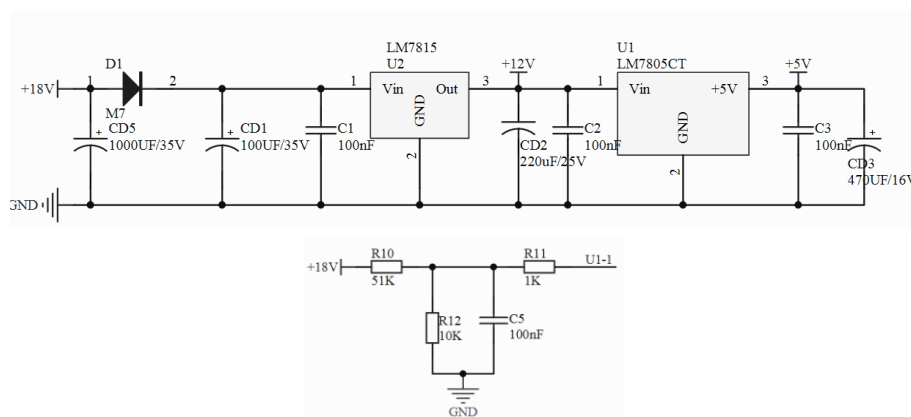 LM7815
U2
U1
LM7805CT
D1
+12V
+5V
+18V
1
2
1
3
1
3
Vin
Out
GND
Vin
+5V
GND
M7
CD5
1000UF/35V
CD1
100UF/35V
C1
100nF
2
CD2
220uF/25V
C2
100nF
2
C3
100nF
CD3
470UF/16V
GND
R10
R11
U1-1
+18V
51K
1K
R12
10K
C5
100nF
GND